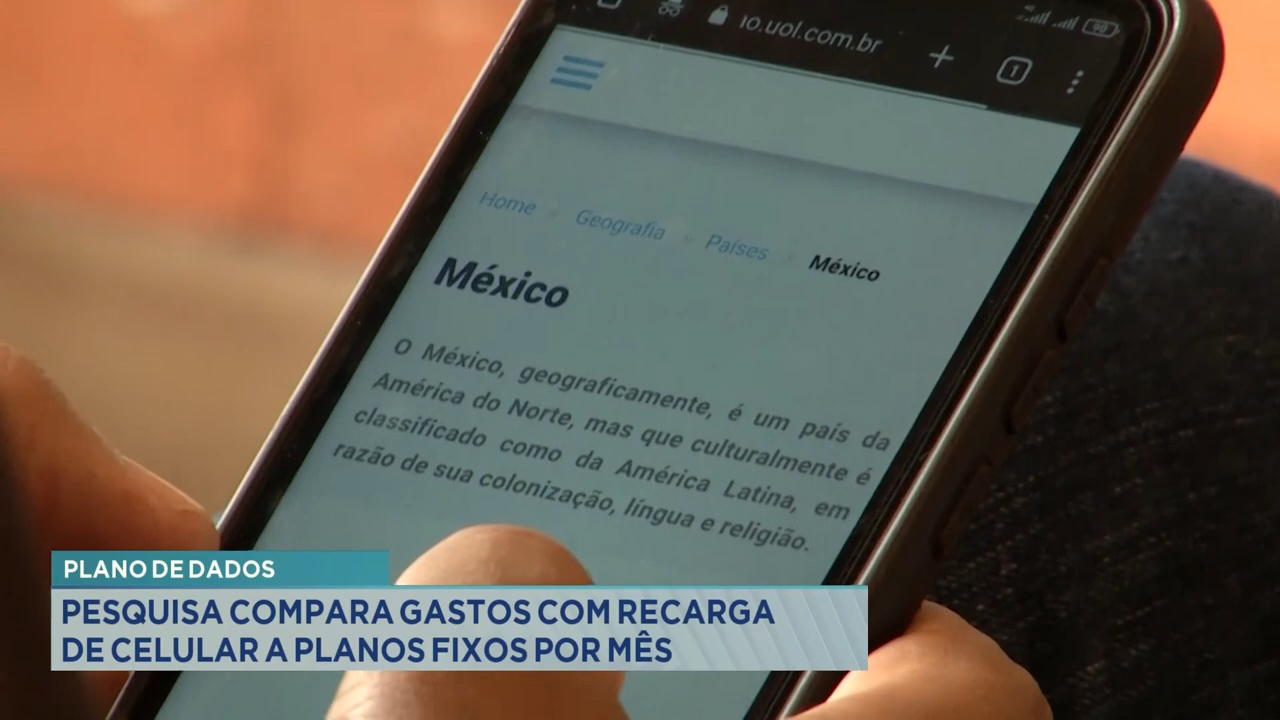 io.uol.com.br
1
90
Home
Geografia
Países
México
México
O México, geograficamente, é um país da
América do Norte, mas que culturalmente é
classificado como da América Latina, em
razão de sua colonização, língua e religião.
PLANO DE DADOS
PESQUISA COMPARA GASTOS COM RECARGA
DE CELULAR A PLANOS FIXOS POR MÊS